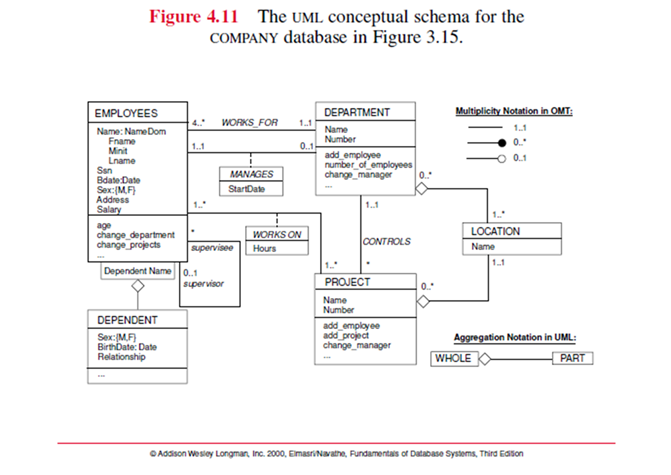 Figure 4.11 The UML conceptual schema for the
COMPANY database in Figure 3.15.
EMPLOYEES
Name: NameDom
Fname
Minit
Lname
Ssn
Bdate:Date
Sex:{M,F}
Address
Salary
age
change_department
change_projects
...
Dependent Name
DEPENDENT
Sex:{M,F}
BirthDate: Date
Relationship
...
4..*
WORKS_FOR
1..1
1..1
0..1
MANAGES
StartDate
1..*
WORKS ON
Hours
1..*
*
supervisee
0..1
supervisor
DEPARTMENT
Name
Number
add_employee
number_of_employees
change_manager
...
0..*
1..1
CONTROLS
*
PROJECT
Name
Number
add_employee
add_project
change_manager
...
0..*
1..*
LOCATION
Name
1..1
Multiplicity Notation in OMT:
1..1
0..*
0..1
Aggregation Notation in UML:
WHOLE
PART
© Addison Wesley Longman, Inc. 2000, Elmasri/Navathe, Fundamentals of Database Systems, Third Edition